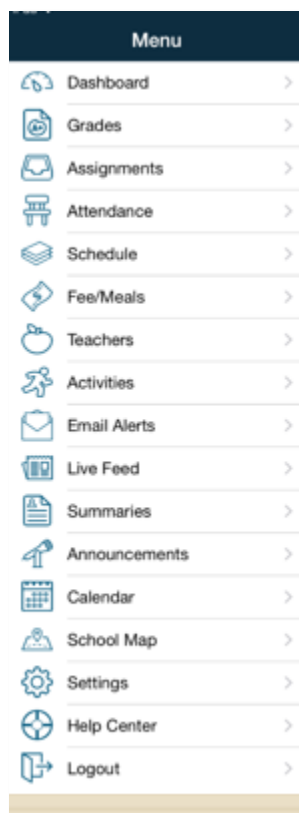 Menu
Dashboard
Grades
Assignments
Attendance
Schedule
Fee/Meals
Teachers
Activities
Email Alerts
Live Feed
Summaries
Announcements
Calendar
School Map
Settings
Help Center
Logout